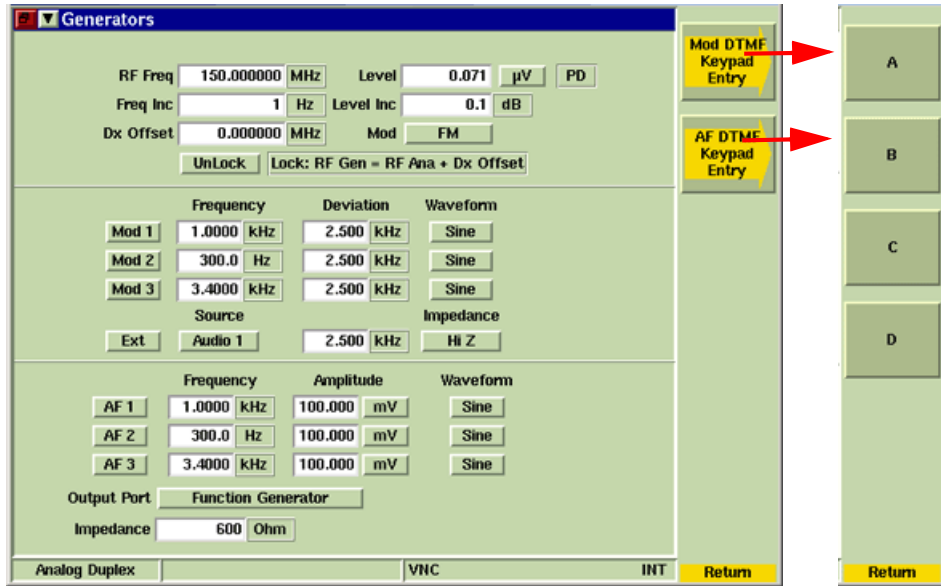 Generators
RF Freq 150.000000 MHz Level 0.071 µV PD
Freq Inc 1 Hz Level Inc 0.1 dB
Dx Offset 0.000000 MHz Mod FM
UnLock Lock: RF Gen = RF Ana + Dx Offset
Frequency Deviation Waveform
Mod 1 1.0000 kHz 2.500 kHz Sine
Mod 2 300.0 Hz 2.500 kHz Sine
Mod 3 3.4000 kHz 2.500 kHz Sine
Source Impedance
Ext Audio 1 2.500 kHz Hi Z
Frequency Amplitude Waveform
AF 1 1.0000 kHz 100.000 mV Sine
AF 2 300.0 Hz 100.000 mV Sine
AF 3 3.4000 kHz 100.000 mV Sine
Output Port Function Generator
Impedance 600 Ohm
Analog Duplex VNC INT
Mod DTMF
Keypad
Entry
AF DTMF
Keypad
Entry
Return
A
B
C
D
Return